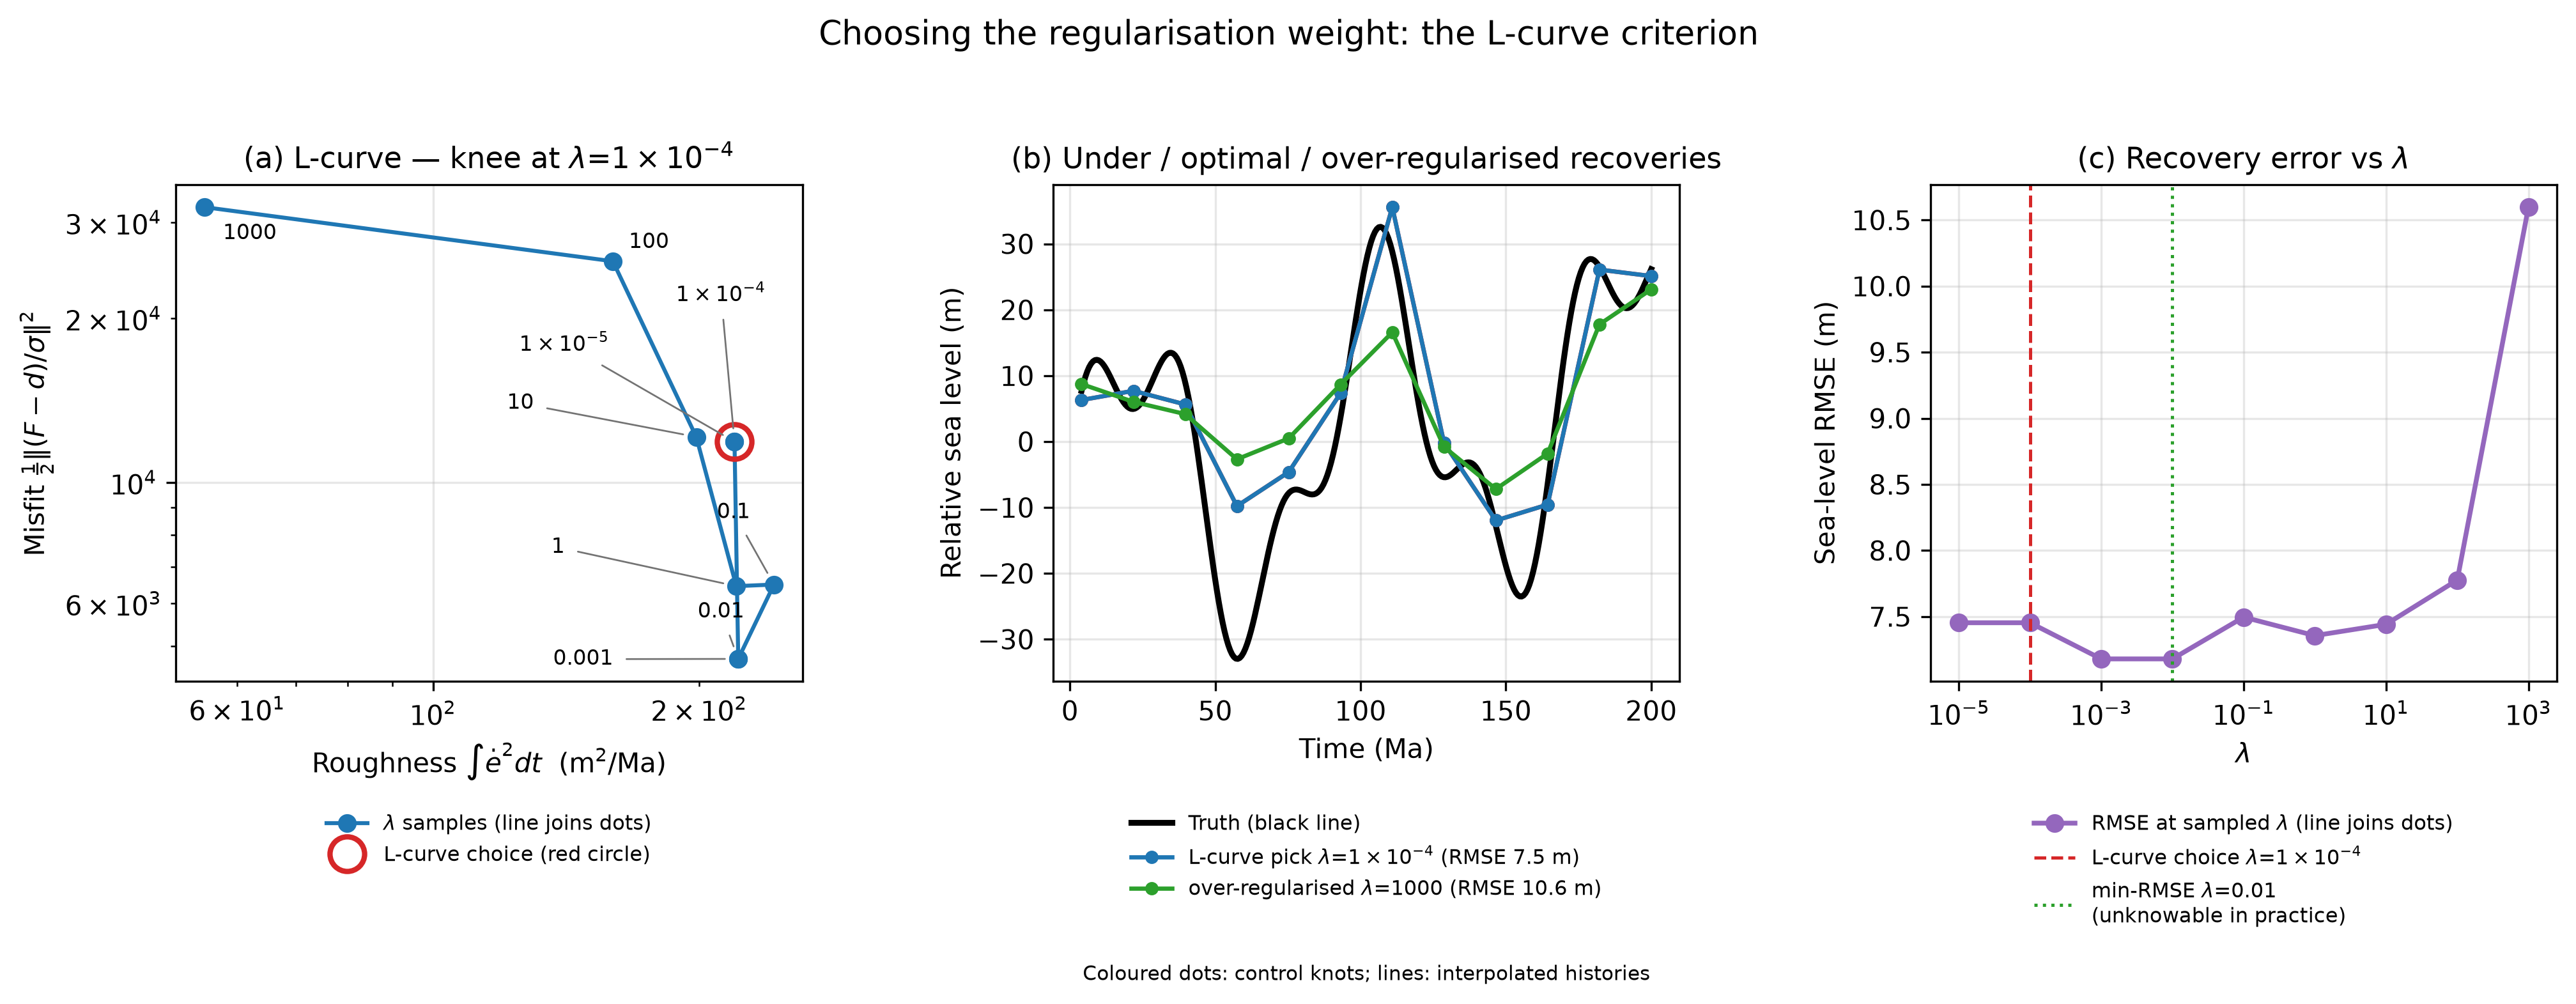 Choosing the regularisation weight: the L-curve criterion
(a) L-curve — knee at λ=1 × 10⁻⁴
Misfit ½‖(F − d)/σ‖²
3 × 10⁴
2 × 10⁴
10⁴
6 × 10³
1000
100
1 × 10⁻⁴
1 × 10⁻⁵
10
0.1
1
0.01
0.001
6 × 10¹
10²
2 × 10²
Roughness ∫ė²dt (m²/Ma)
λ samples (line joins dots)
L-curve choice (red circle)
(b) Under / optimal / over-regularised recoveries
Relative sea level (m)
30
20
10
0
−10
−20
−30
0
50
100
150
200
Time (Ma)
Truth (black line)
L-curve pick λ=1 × 10⁻⁴ (RMSE 7.5 m)
over-regularised λ=1000 (RMSE 10.6 m)
Coloured dots: control knots; lines: interpolated histories
(c) Recovery error vs λ
Sea-level RMSE (m)
10.5
10.0
9.5
9.0
8.5
8.0
7.5
10⁻⁵
10⁻³
10⁻¹
10¹
10³
λ
RMSE at sampled λ (line joins dots)
L-curve choice λ=1 × 10⁻⁴
min-RMSE λ=0.01
(unknowable in practice)